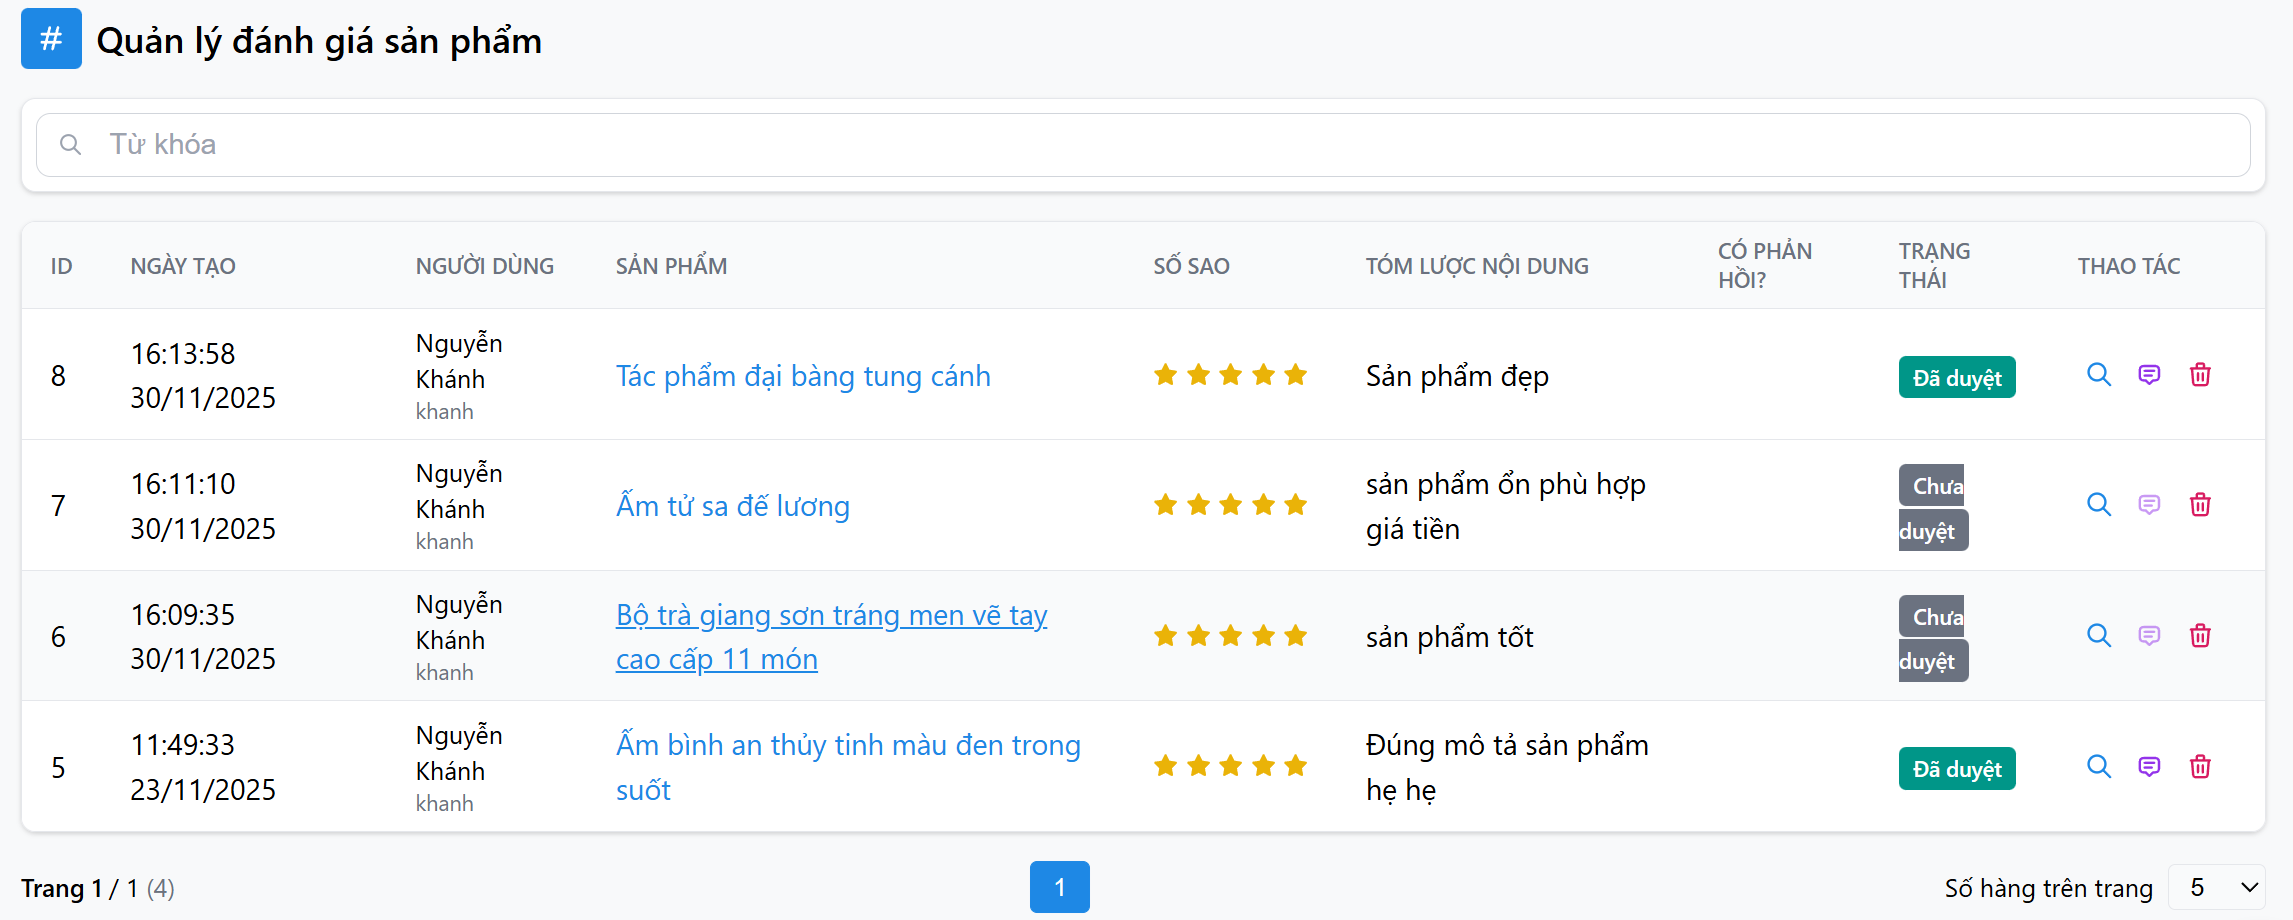 # Quản lý đánh giá sản phẩm
Từ khóa
ID NGÀY TẠO NGƯỜI DÙNG SẢN PHẨM SỐ SAO TÓM LƯỢC NỘI DUNG CÓ PHẢN HỒI? TRẠNG THÁI THAO TÁC
8 16:13:58 30/11/2025 Nguyễn Khánh khanh Tác phẩm đại bàng tung cánh Sản phẩm đẹp Đã duyệt
7 16:11:10 30/11/2025 Nguyễn Khánh khanh Ấm tử sa đế lương sản phẩm ổn phù hợp giá tiền Chưa duyệt
6 16:09:35 30/11/2025 Nguyễn Khánh khanh Bộ trà giang sơn tráng men vẽ tay cao cấp 11 món sản phẩm tốt Chưa duyệt
5 11:49:33 23/11/2025 Nguyễn Khánh khanh Ấm bình an thủy tinh màu đen trong suốt Đúng mô tả sản phẩm hẹ hẹ Đã duyệt
Trang 1 / 1 (4) 1 Số hàng trên trang 5